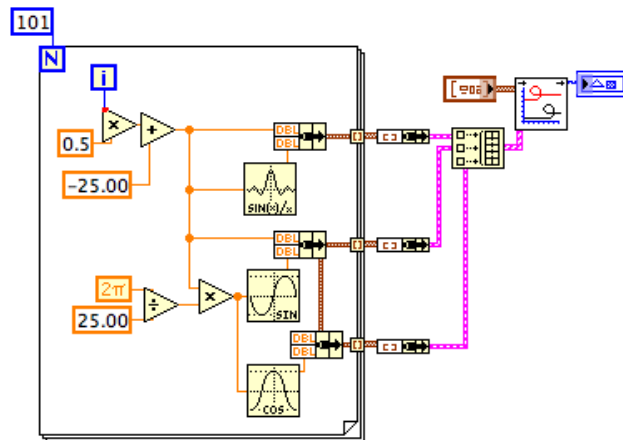 101
N
i
x
+
0.5
-25.00
DBL
DBL
SIN(x)/x
DBL
DBL
2π
25.00
÷
x
SIN
DBL
DBL
COS